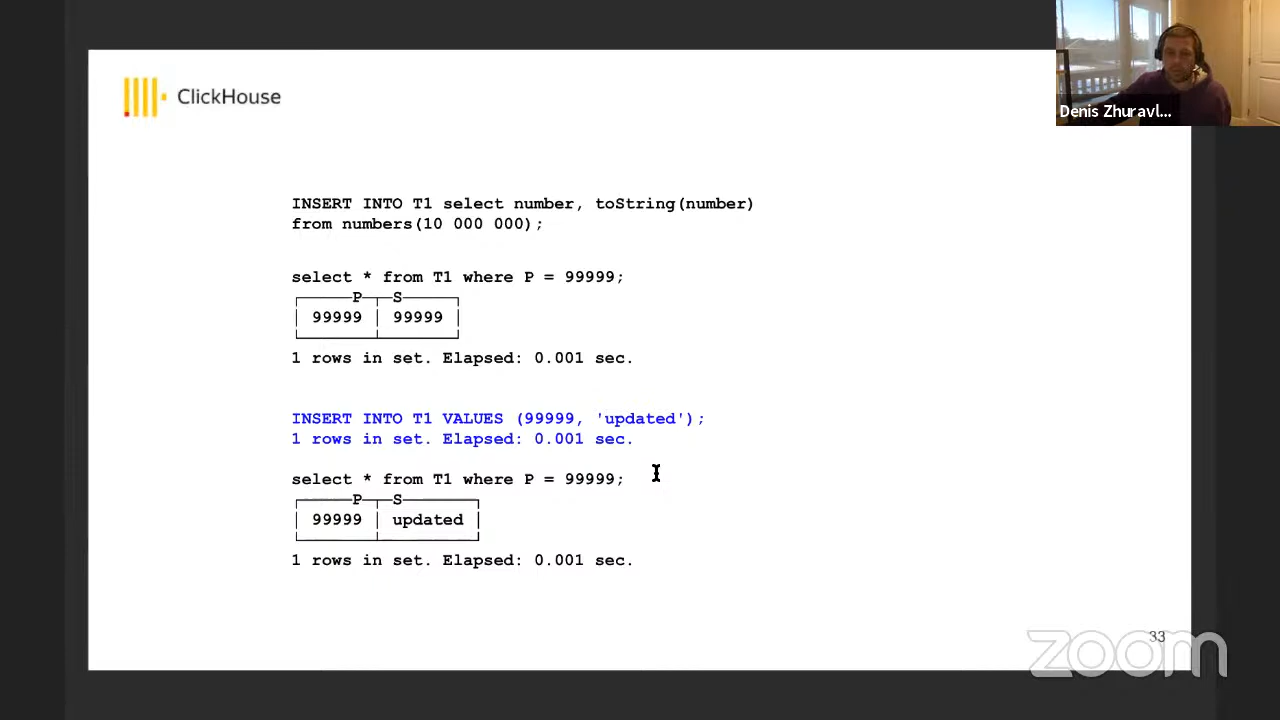 Denis Zhuravl...
ClickHouse
INSERT INTO T1 select number, toString(number)
from numbers(10 000 000);
select * from T1 where P = 99999;
P S
99999 99999
1 rows in set. Elapsed: 0.001 sec.
INSERT INTO T1 VALUES (99999, 'updated');
1 rows in set. Elapsed: 0.001 sec.
select * from T1 where P = 99999;
P S
99999 updated
1 rows in set. Elapsed: 0.001 sec.
33
zoom